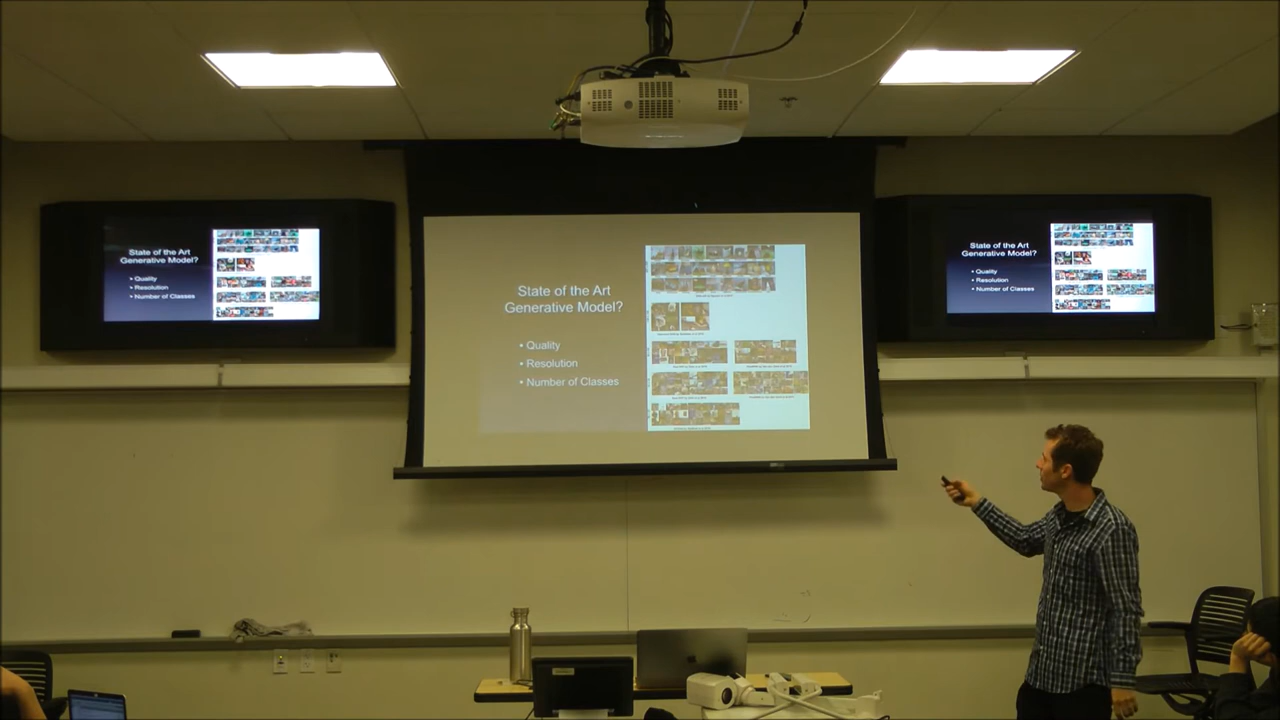 State of the Art
Generative Model?
➢ Quality
➢ Resolution
➢ Number of Classes
State of the Art
Generative Model?
• Quality
• Resolution
• Number of Classes
State of the Art
Generative Model?
➢ Quality
➢ Resolution
➢ Number of Classes